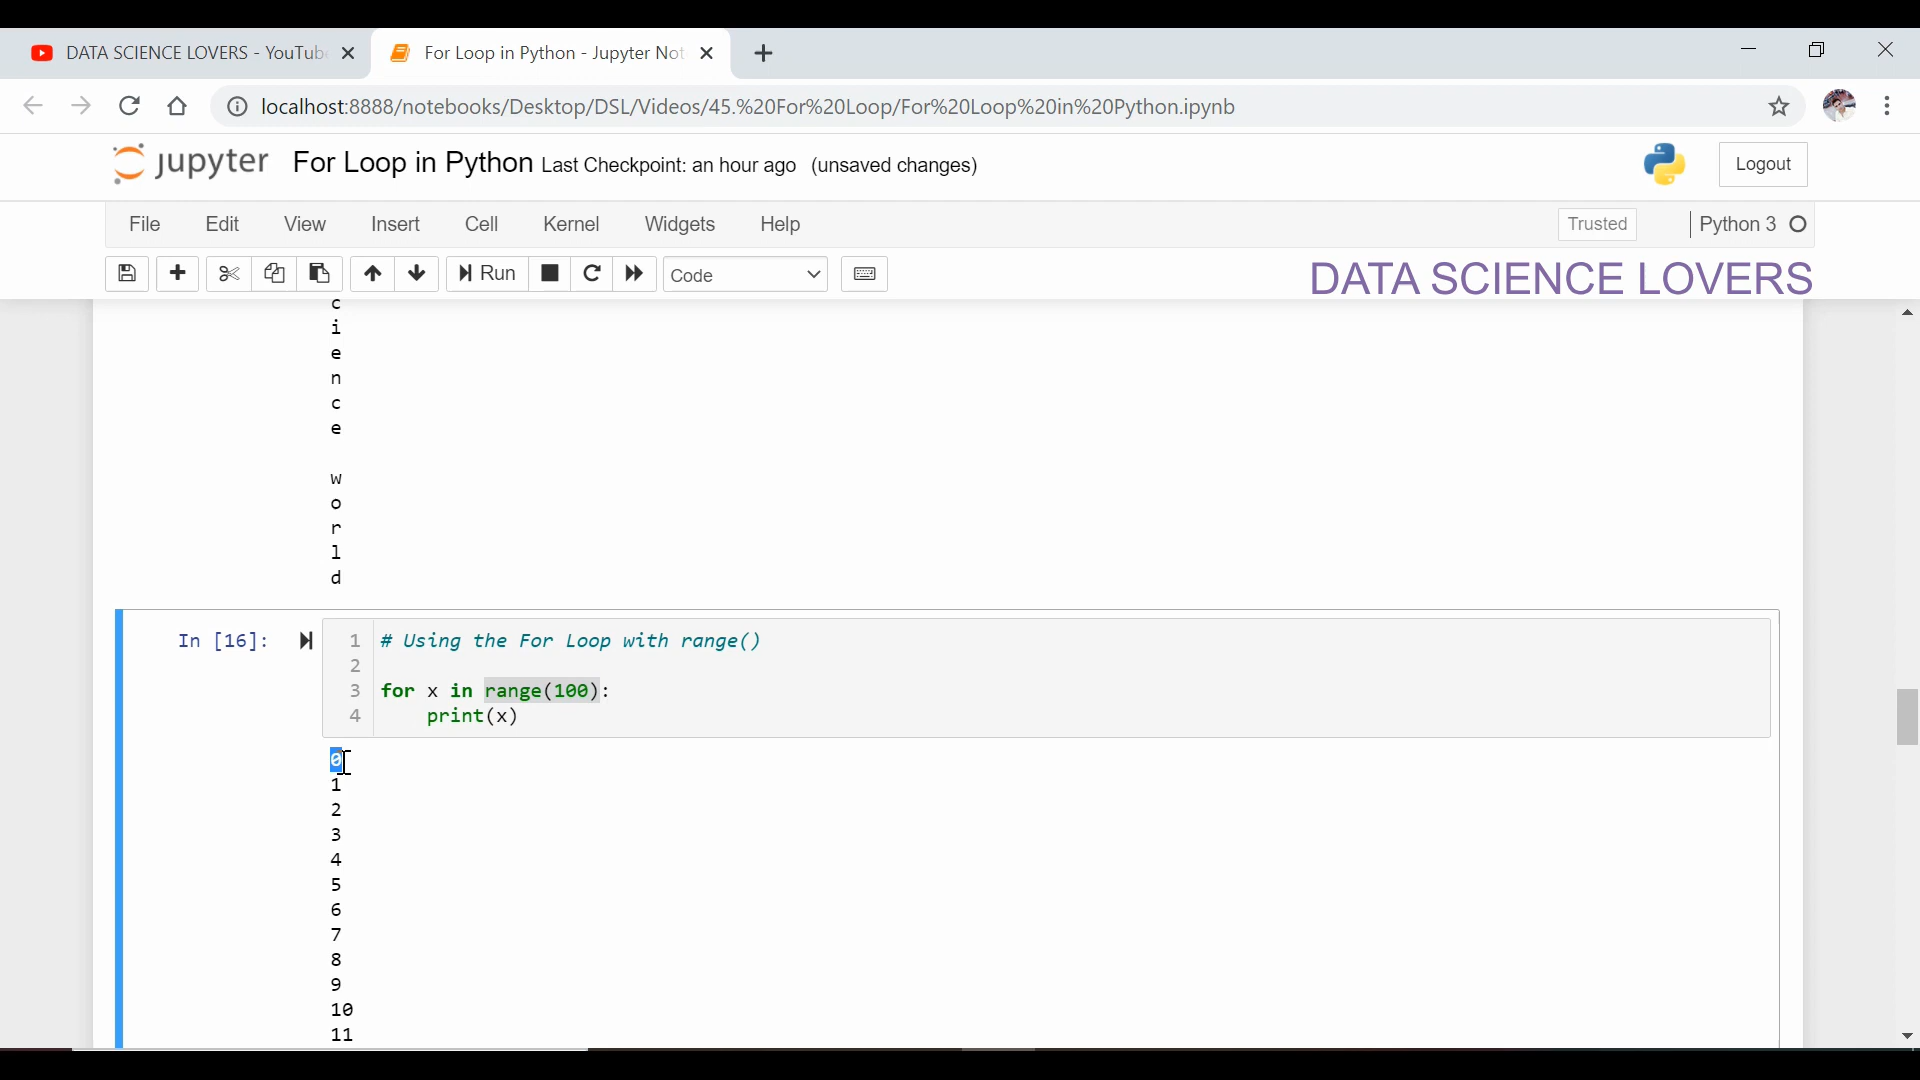 DATA SCIENCE LOVERS - YouTub
For Loop in Python - Jupyter Not
localhost:8888/notebooks/Desktop/DSL/Videos/45.%20For%20Loop/For%20Loop%20in%20Python.ipynb
jupyter For Loop in Python Last Checkpoint: an hour ago (unsaved changes)
Logout
File Edit View Insert Cell Kernel Widgets Help Trusted Python 3
Run Code DATA SCIENCE LOVERS
c
i
e
n
c
e
w
o
r
l
d
In [16]: 1 # Using the For Loop with range()
2
3 for x in range(100):
4 print(x)
0
1
2
3
4
5
6
7
8
9
10
11